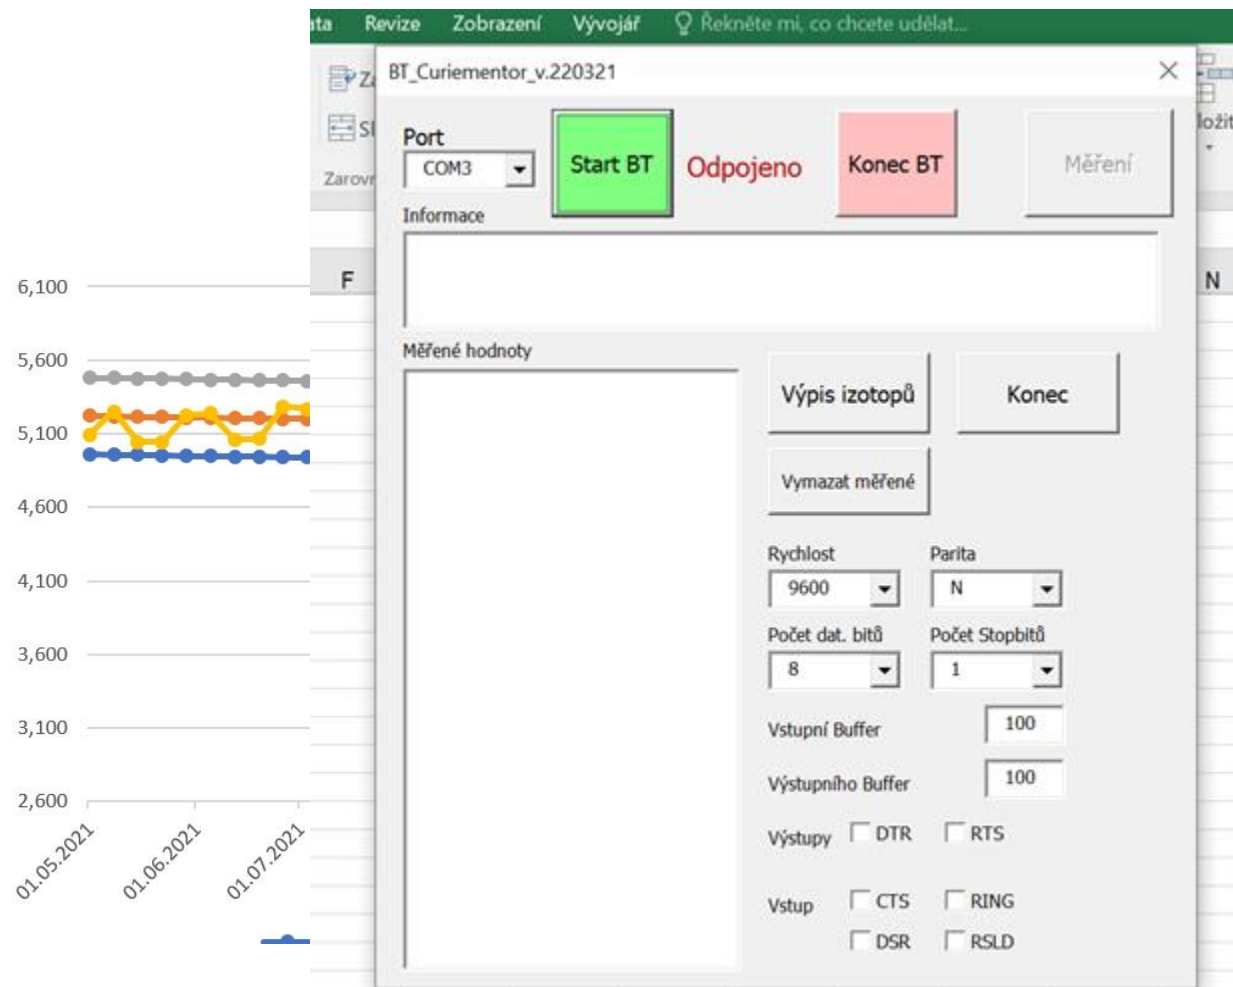 ata Revize Zobrazení Vývojář Řekněte mi, co chcete udělat...
BT_Curiementor_v.220321
Port
COM3
Start BT
Odpojeno
Konec BT
Měření
Zarovr
Informace
F
N
Měřené hodnoty
Výpis izotopů
Konec
Vymazat měřené
Rychlost
Parita
9600
N
Počet dat. bitů
Počet Stopbitů
8
1
Vstupní Buffer
100
Výstupního Buffer
100
Výstupy
DTR
RTS
Vstup
CTS
RING
DSR
RSLD
6,100
5,600
5,100
4,600
4,100
3,600
3,100
2,600
01.05.2021
01.06.2021
01.07.2021